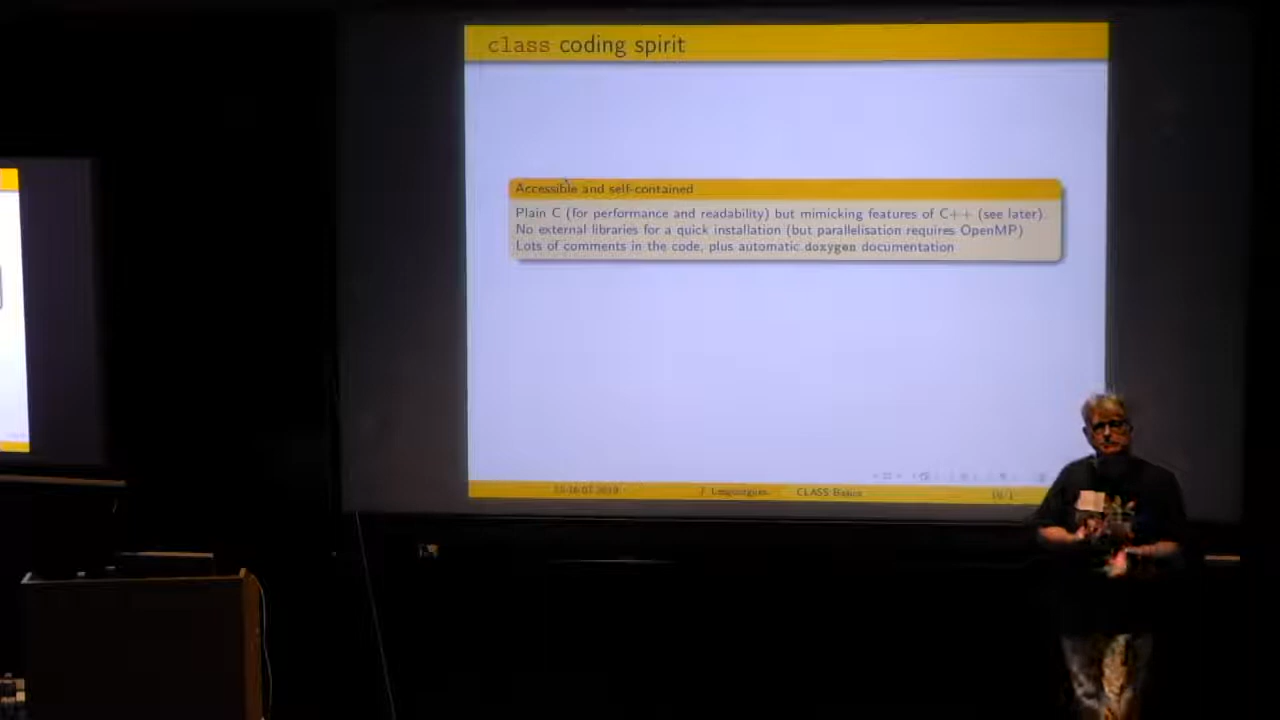 class coding spirit
Accessible and self-contained
Plain C (for performance and readability) but mimicking features of C++ (see later).
No external libraries for a quick installation (but parallelisation requires OpenMP)
Lots of comments in the code, plus automatic doxygen documentation
CLASS Basics